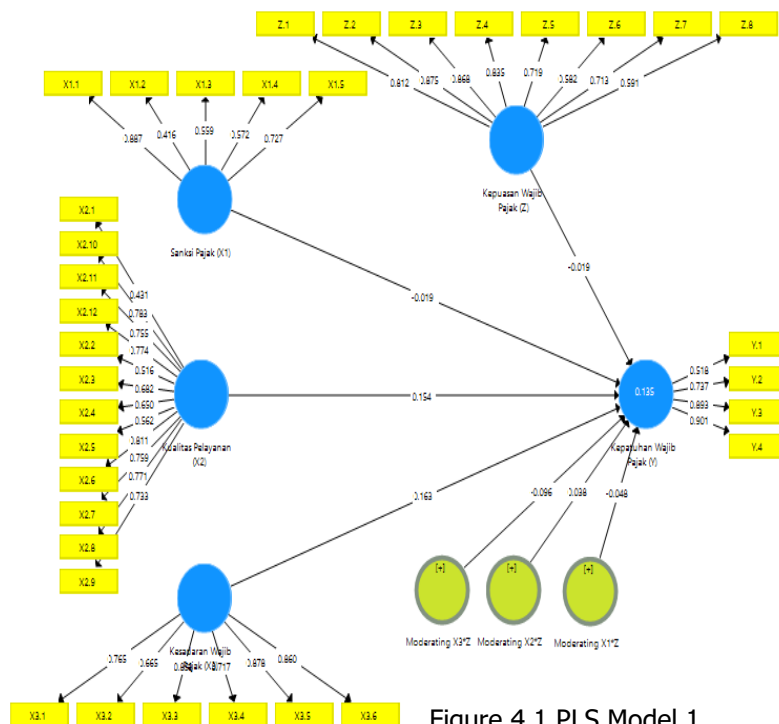 Z.1 Z.2 Z.3 Z.4 Z.5 Z.6 Z.7 Z.8
0.812 0.875 0.868 0.835 0.719 0.582 0.713 0.591
X1.1 X1.2 X1.3 X1.4 X1.5
0.887 0.416 0.559 0.572 0.727
Kepuasan Wajib
Pajak (Z)
Sanksi Pajak (X1)
-0.019
-0.019
X2.1
X2.10
X2.11
X2.12
X2.2
X2.3
X2.4
X2.5
X2.6
X2.7
X2.8
X2.9
0.431
0.783
0.755
0.774
0.516
0.682
0.650
0.562
0.811
0.759
0.771
0.733
Kualitas Pelayanan
(X2)
0.154
0.135
Kepatuhan Wajib
Pajak (Y)
0.518
0.737
0.893
0.901
Y.1
Y.2
Y.3
Y.4
0.163
-0.096 0.038 -0.048
[+] [+] [+]
Moderating X3*Z Moderating X2*Z Moderating X1*Z
Wajib
Pajak
0.765 0.665 0.717 0.878 0.860
X3.1 X3.2 X3.3 X3.4 X3.5 X3.6
Figure 4.1 PLS Model 1